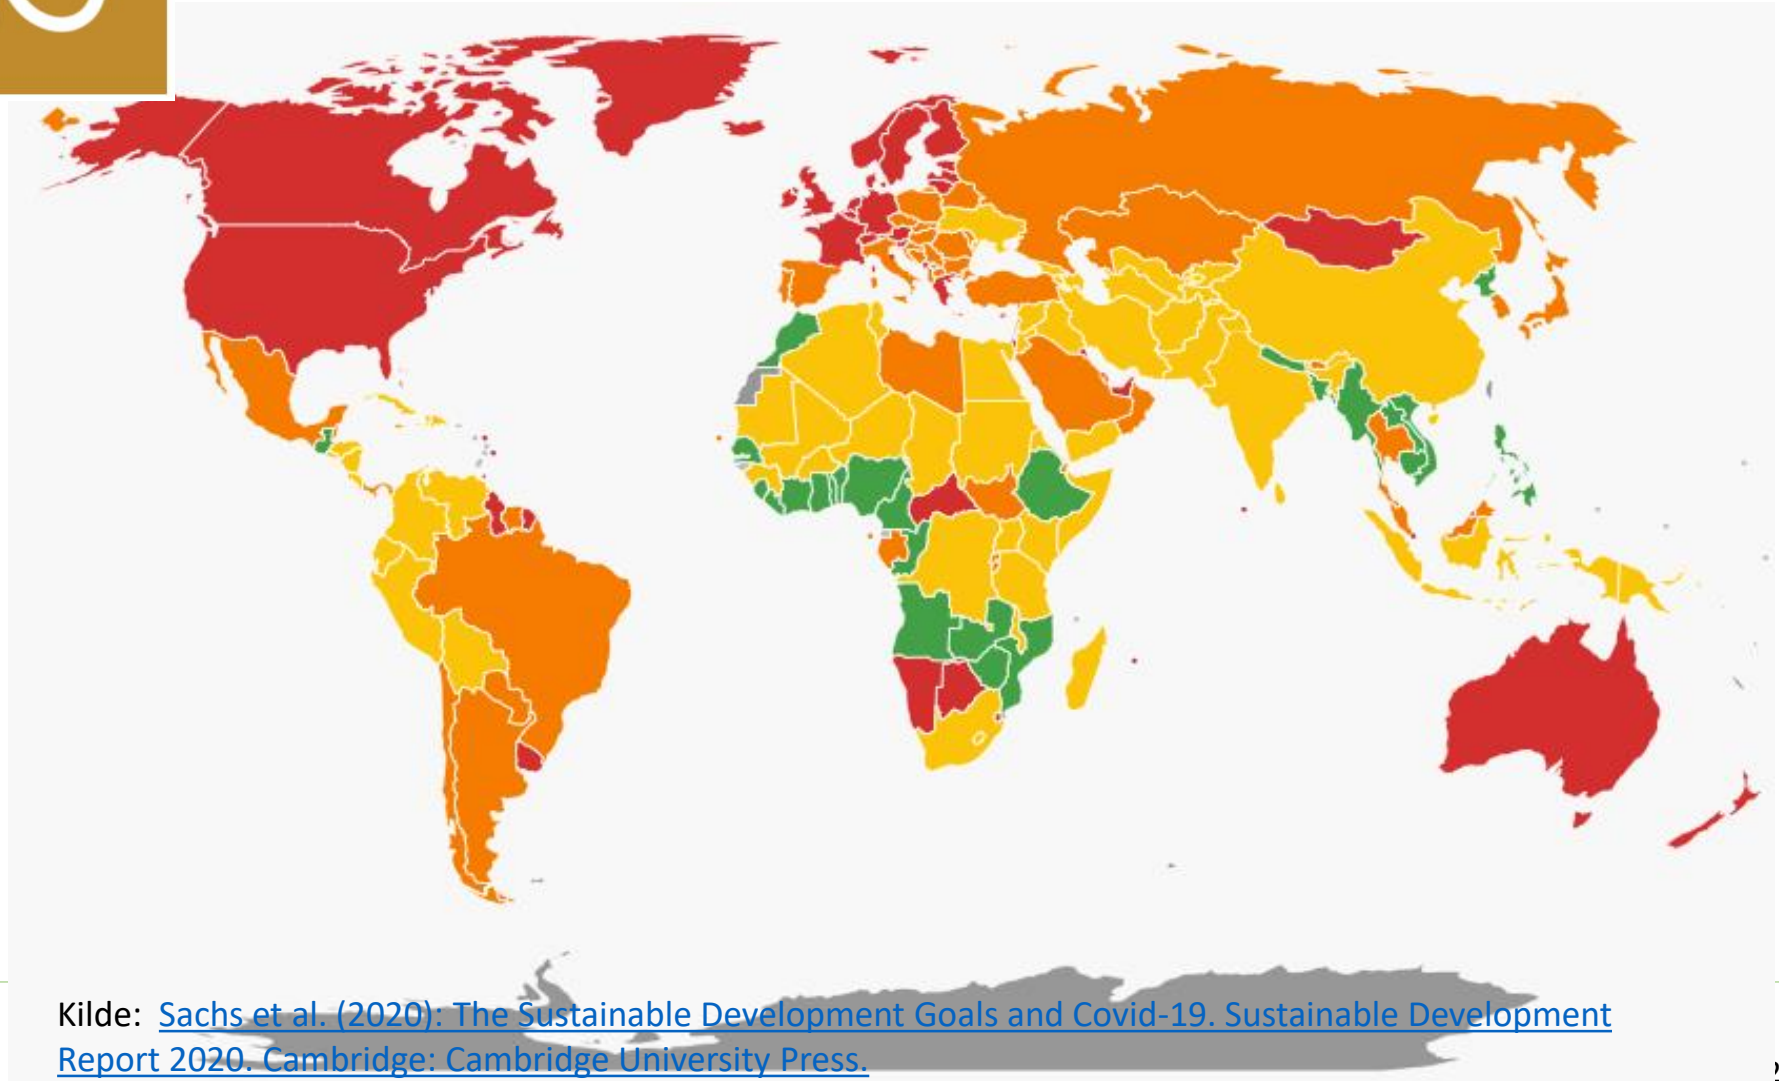 Kilde: Sachs et al. (2020): The Sustainable Development Goals and Covid-19. Sustainable Development
Report 2020. Cambridge: Cambridge University Press.